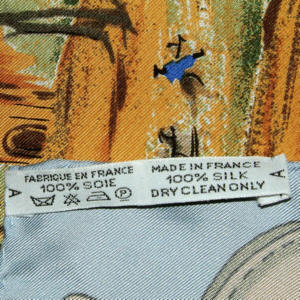 FABRIQUE EN FRANCE
100% SOIE
P
MADE IN FRANCE
100% SILK
DRY CLEAN ONLY
A
A